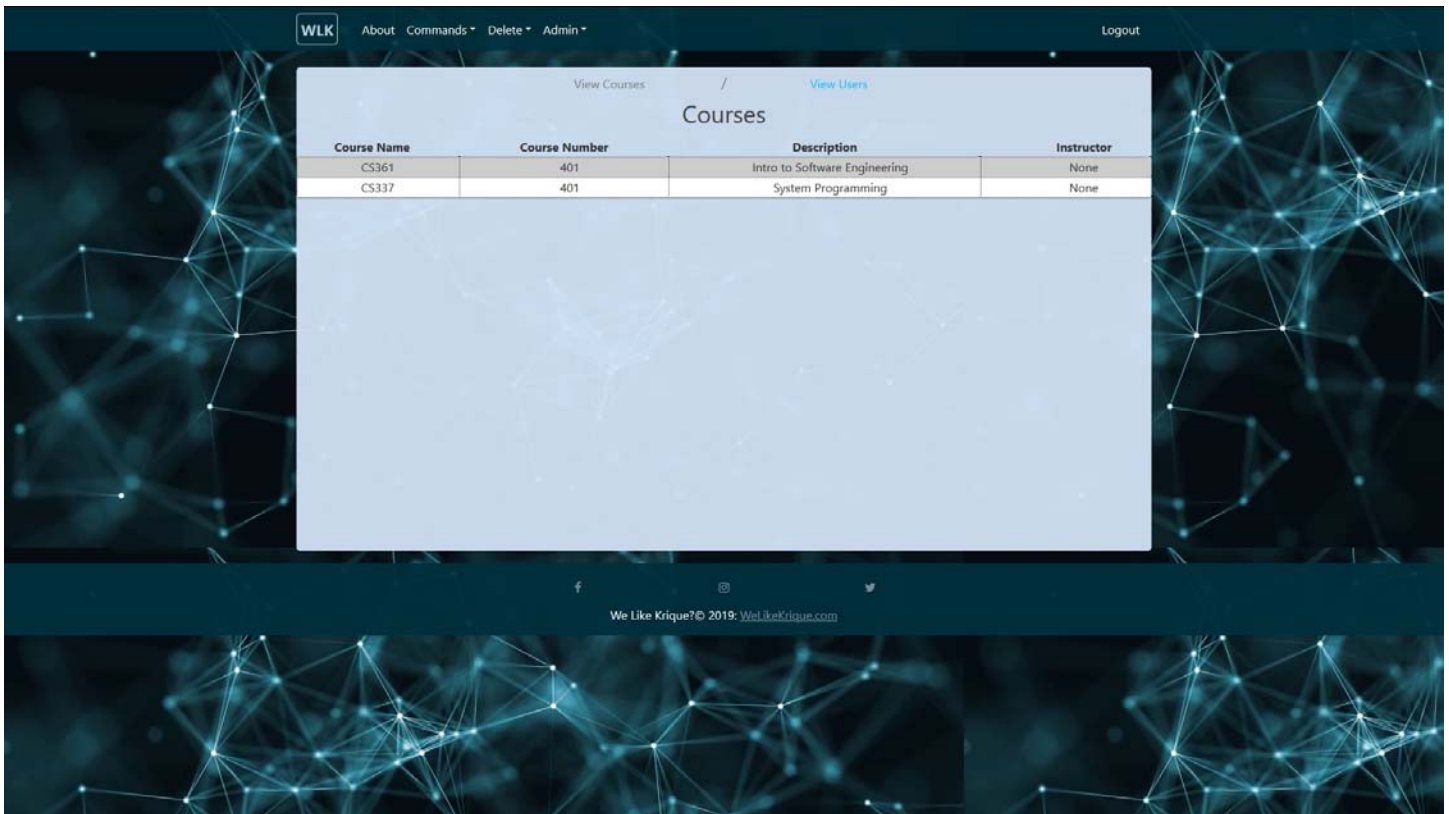 WLK About Commands Delete Admin Logout
View Courses / View Users
Courses
Course Name Course Number Description Instructor
CS361 401 Intro to Software Engineering None
CS337 401 System Programming None
We Like Krique?© 2019: WeLikeKrique.com